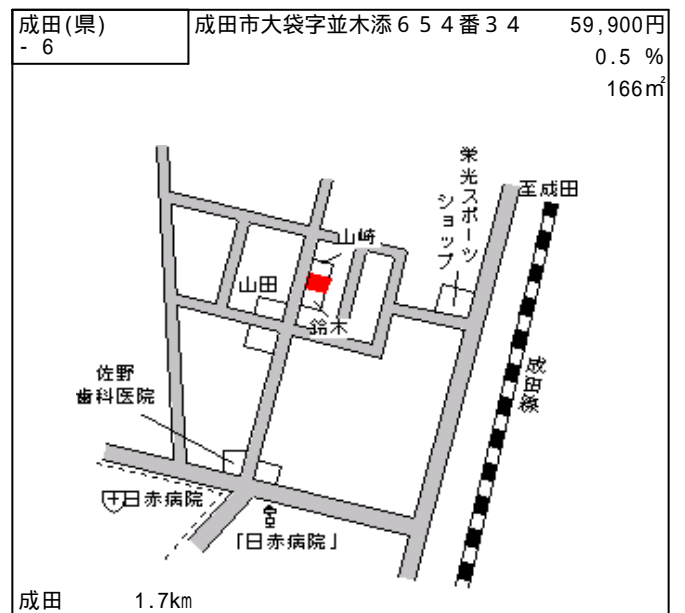 成田(県)
- 6
成田市大袋字並木添６５４番３４
59,900円
0.5 %
166㎡
栄光スポーツ
ショップ
至成田
山崎
山田
鈴木
成田線
佐野
歯科医院
日赤病院
「日赤病院」
成田 1.7km